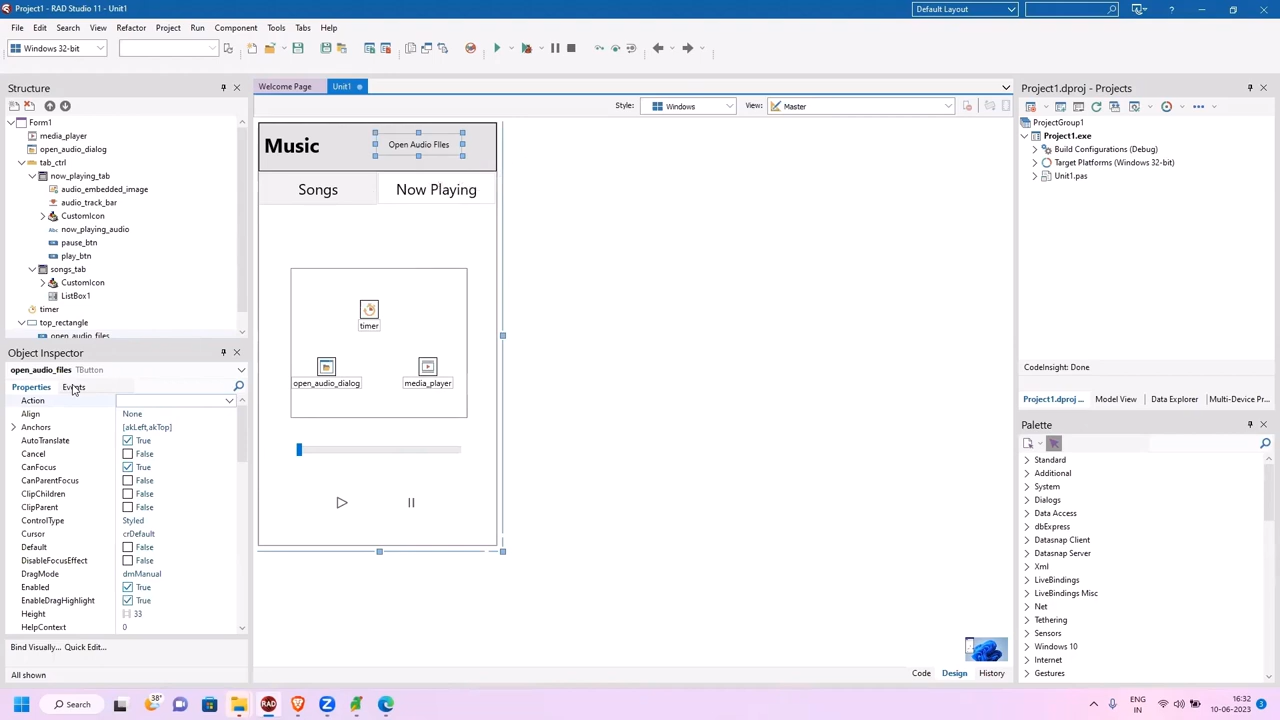 Project1 - RAD Studio 11 - Unit1
Default Layout
File Edit Search View Refactor Project Run Component Tools Tabs Help
Windows 32-bit
Structure
Form1
media_player
open_audio_dialog
tab_ctrl
now_playing_tab
audio_embedded_image
audio_track_bar
CustomIcon
now_playing_audio
pause_btn
play_btn
songs_tab
CustomIcon
ListBox1
timer
top_rectangle
open_audio_files
Object Inspector
open_audio_files TButton
Properties Events
Action
Align None
Anchors [akLeft,akTop]
AutoTranslate True
Cancel False
CanFocus True
CanParentFocus False
ClipChildren False
ClipParent False
ControlType Styled
Cursor crDefault
Default False
DisableFocusEffect False
DragMode dmManual
Enabled True
EnableDragHighlight True
Height 33
HelpContext 0
Bind Visually... Quick Edit...
All shown
Welcome Page Unit1
Style: Windows View: Master
Music Open Audio FIles
Songs Now Playing
timer
open_audio_dialog media_player
Code Design History
Project1.dproj - Projects
ProjectGroup1
Project1.exe
Build Configurations (Debug)
Target Platforms (Windows 32-bit)
Unit1.pas
CodeInsight: Done
Project1.dproj ... Model View Data Explorer Multi-Device Pr...
Palette
Standard
Additional
System
Dialogs
Data Access
dbExpress
Datasnap Client
Datasnap Server
Xml
LiveBindings
LiveBindings Misc
Net
Tethering
Sensors
Windows 10
Internet
Gestures
Search
38°
RAD
ENG
IN
16:32
10-06-2023
3